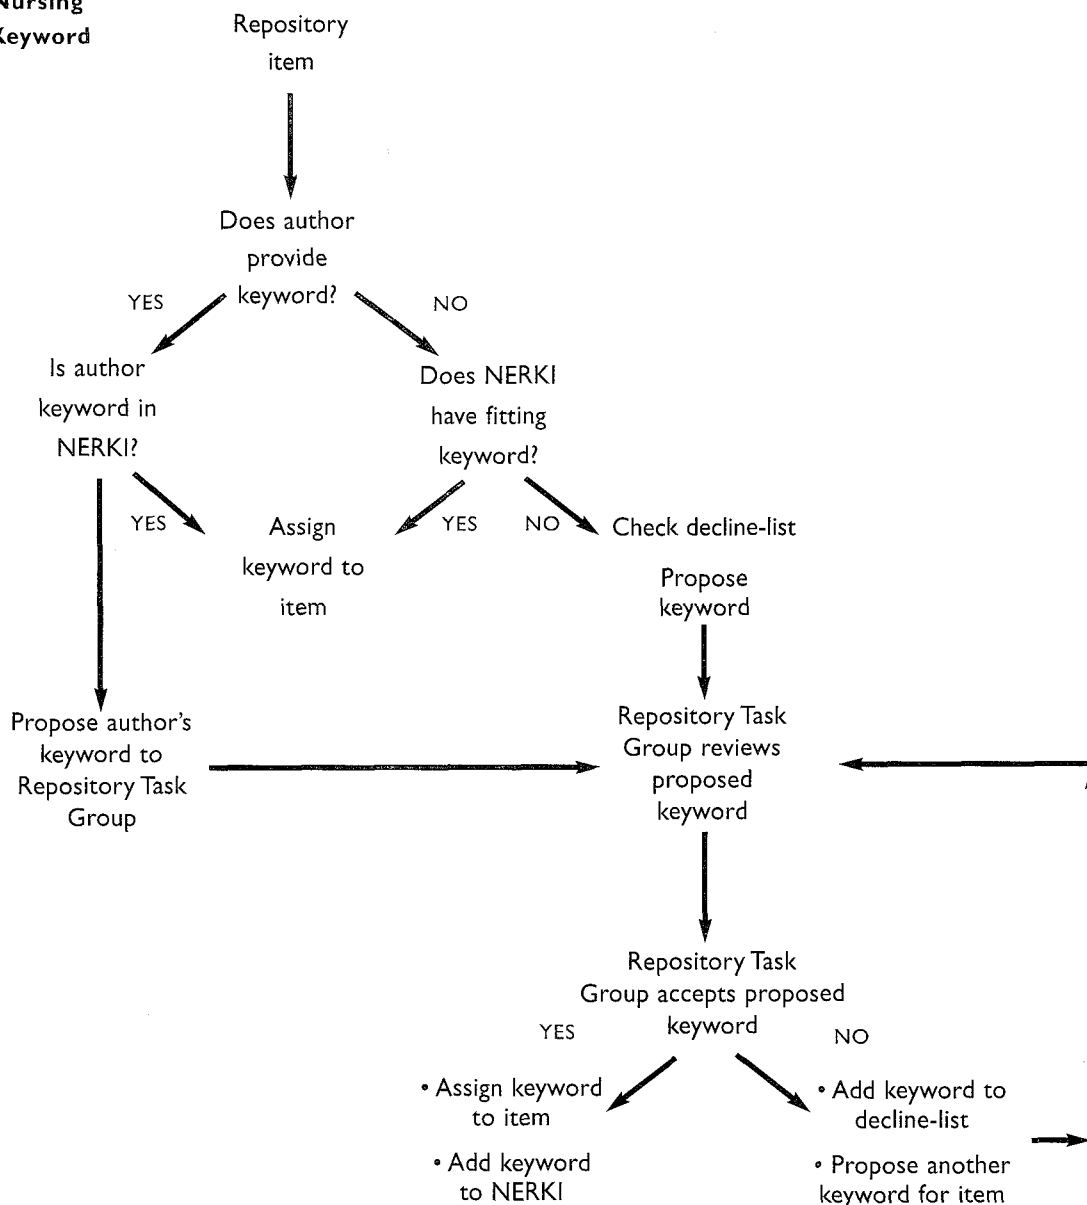 Nursing
Keyword
Repository
item
Does author
provide
keyword?
YES
NO
Is author
keyword in
NERKI?
Does NERKI
have fitting
keyword?
YES
Assign
keyword to
item
YES
NO
Check decline-list
Propose
keyword
Propose author's
keyword to
Repository Task
Group
Repository Task
Group reviews
proposed
keyword
Repository Task
Group accepts proposed
keyword
YES
NO
• Assign keyword
to item
• Add keyword
to NERKI
• Add keyword to
decline-list
• Propose another
keyword for item